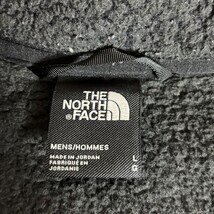 THE
NORTH
FACE
MENS/HOMMES
MADE IN JORDAN
FABRIQUÉ EN
JORDANIE
L
G